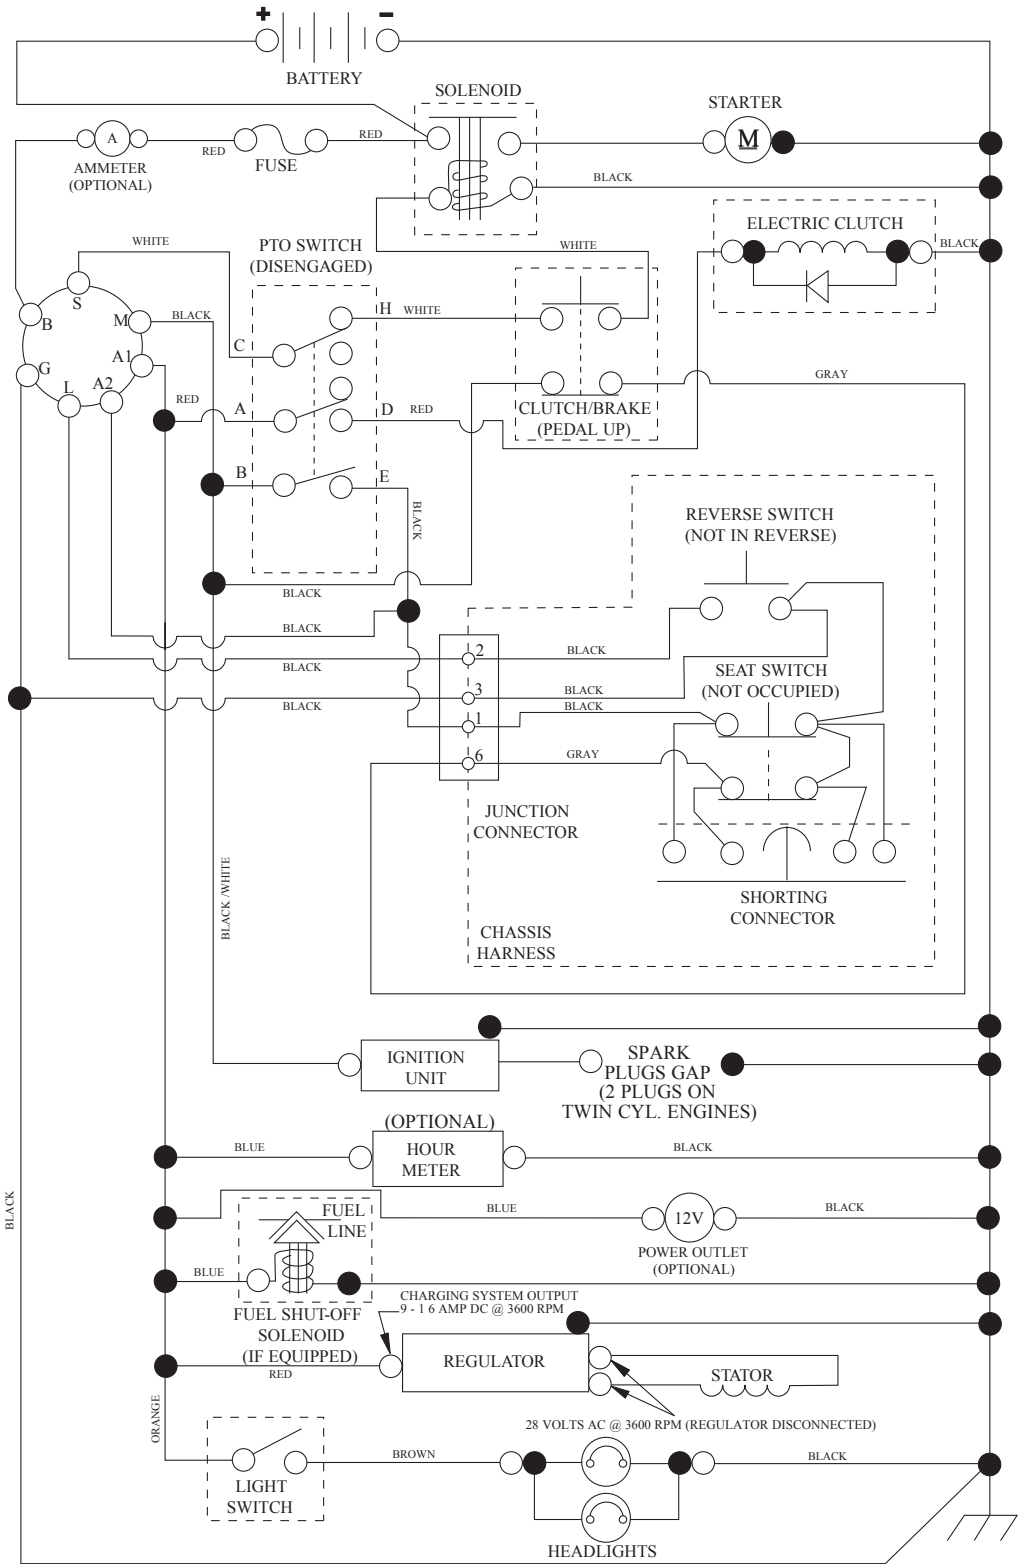 + −
BATTERY
SOLENOID
STARTER
A
M
RED
FUSE
RED
AMMETER
(OPTIONAL)
BLACK
ELECTRIC CLUTCH
BLACK
WHITE
PTO SWITCH
(DISENGAGED)
WHITE
S
B
M
BLACK
H
WHITE
C
G
A1
L
A2
RED
A
D
RED
GRAY
CLUTCH/BRAKE
(PEDAL UP)
B
E
BLACK
REVERSE SWITCH
(NOT IN REVERSE)
BLACK
BLACK
2
BLACK
BLACK
SEAT SWITCH
(NOT OCCUPIED)
3
BLACK
BLACK
BLACK
1
6
GRAY
JUNCTION
CONNECTOR
BLACK /WHITE
SHORTING
CONNECTOR
CHASSIS
HARNESS
IGNITION
UNIT
SPARK
PLUGS GAP
(2 PLUGS ON
TWIN CYL. ENGINES)
(OPTIONAL)
HOUR
METER
BLUE
BLACK
BLACK
BLUE
12V
BLACK
POWER OUTLET
(OPTIONAL)
FUEL
LINE
BLUE
FUEL SHUT-OFF
SOLENOID
(IF EQUIPPED)
CHARGING SYSTEM OUTPUT
9 - 1 6 AMP DC @ 3600 RPM
RED
REGULATOR
STATOR
28 VOLTS AC @ 3600 RPM (REGULATOR DISCONNECTED)
ORANGE
LIGHT
SWITCH
BROWN
BLACK
HEADLIGHTS